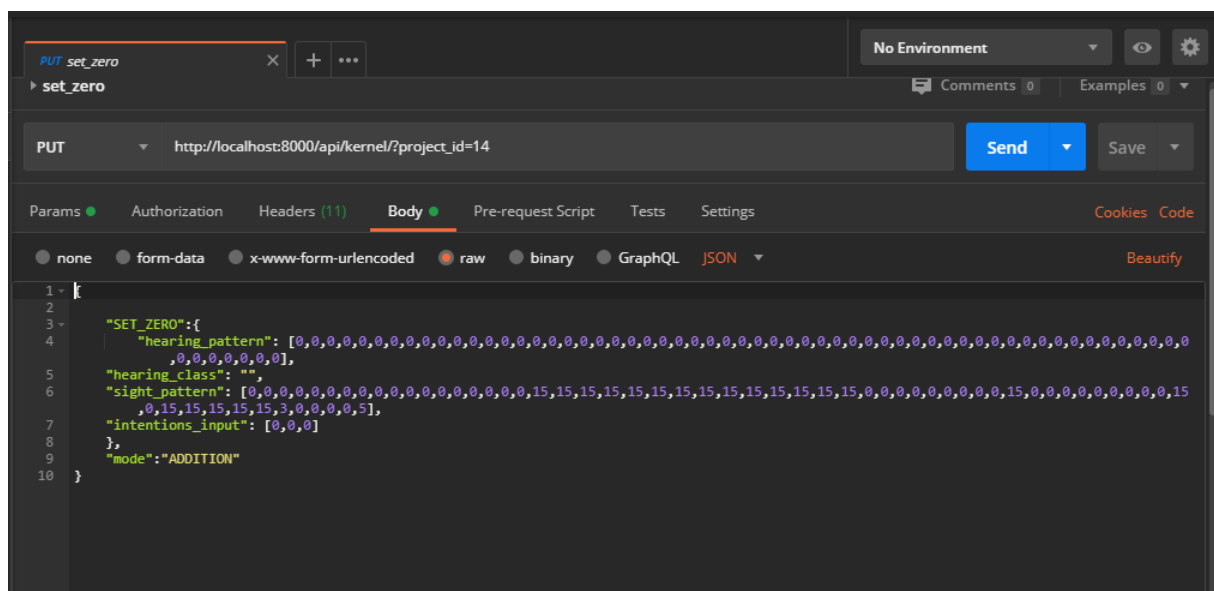 PUT set_zero
No Environment
set_zero
Comments 0 Examples 0
PUT http://localhost:8000/api/kernel/?project_id=14 Send Save
Params Authorization Headers (11) Body Pre-request Script Tests Settings Cookies Code
none form-data x-www-form-urlencoded raw binary GraphQL JSON Beautify
1 {
2
3 "SET_ZERO":{
4 "hearing_pattern": [0,0,0,0,0,0,0,0,0,0,0,0,0,0,0,0,0,0,0,0,0,0,0,0,0,0,0,0,0,0,0,0,0,0,0,0,0,0,0,0,0,0,0,0,0,0,0,0,0,0,0,0,0,0,0,0,0
,0,0,0,0,0,0,0],
5 "hearing_class": "",
6 "sight_pattern": [0,0,0,0,0,0,0,0,0,0,0,0,0,0,0,0,0,0,15,15,15,15,15,15,15,15,15,15,15,15,15,15,0,0,0,0,0,0,0,0,0,15,0,0,0,0,0,0,0,0,0,15
,0,15,15,15,15,15,3,0,0,0,0,5],
7 "intentions_input": [0,0,0]
8 },
9 "mode":"ADDITION"
10 }